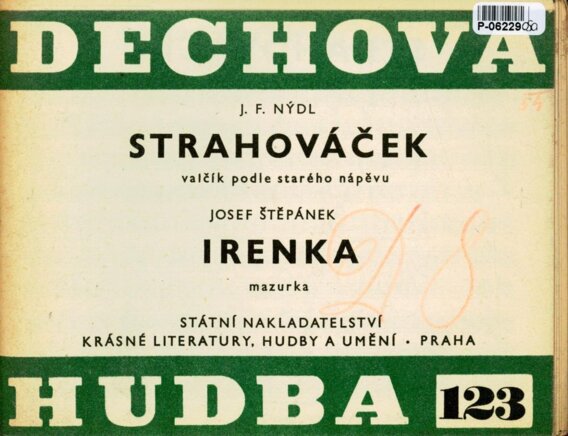 DECHOVÁ
P-06229
J. F. NÝDL
STRAHOVÁČEK
valčík podle starého nápěvu
JOSEF ŠTĚPÁNEK
IRENKA
mazurka
D 8
STÁTNÍ NAKLADATELSTVÍ
KRÁSNÉ LITERATURY, HUDBY A UMĚNÍ • PRAHA
HUDBA 123